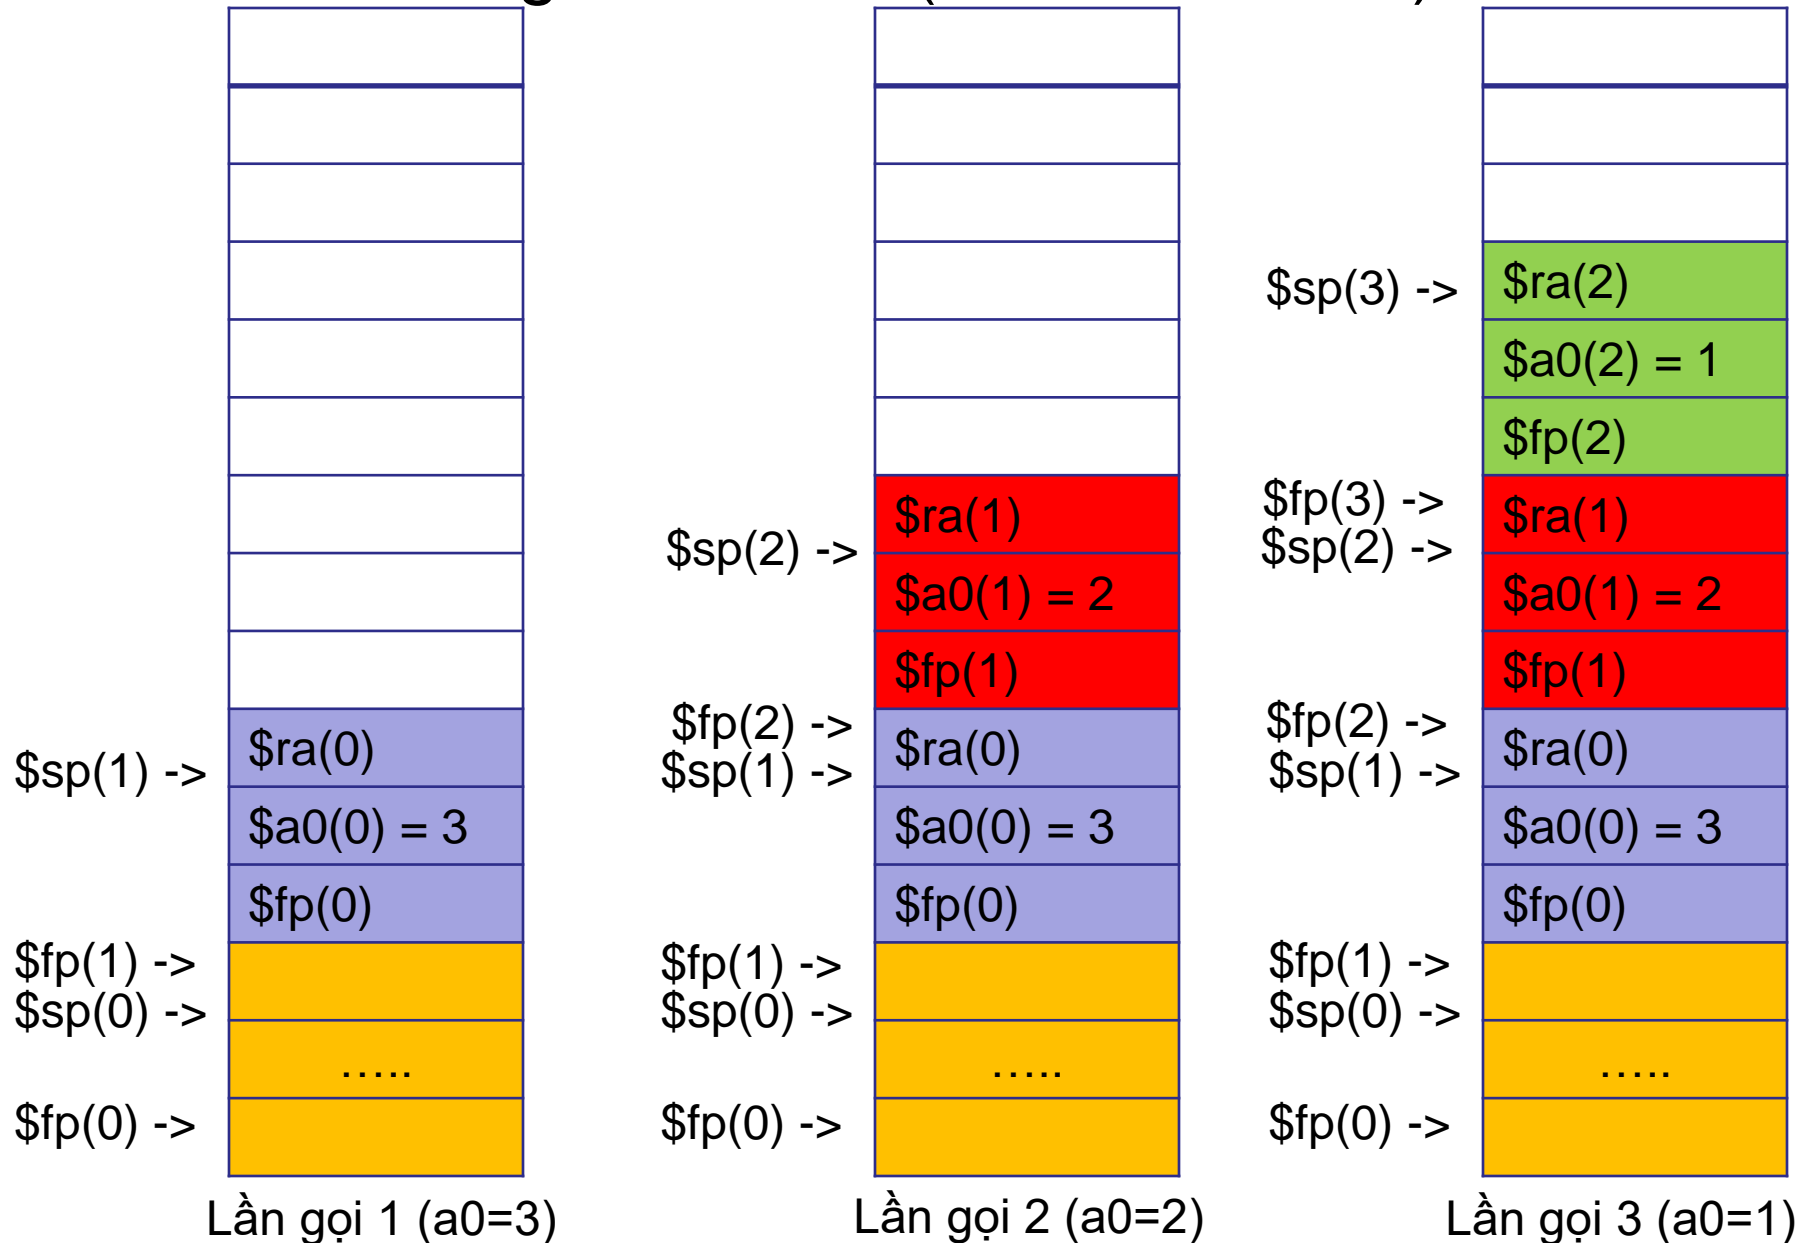 $sp(3) ->
$ra(2)
$a0(2) = 1
$fp(2)
$sp(2) ->
$ra(1)
$a0(1) = 2
$fp(1)
$fp(3) ->
$sp(2) ->
$ra(1)
$a0(1) = 2
$fp(1)
$sp(1) ->
$ra(0)
$a0(0) = 3
$fp(0)
$fp(2) ->
$sp(1) ->
$ra(0)
$a0(0) = 3
$fp(0)
$fp(2) ->
$sp(1) ->
$ra(0)
$a0(0) = 3
$fp(0)
$fp(1) ->
$sp(0) ->
…..
$fp(0) ->
$fp(1) ->
$sp(0) ->
…..
$fp(0) ->
$fp(1) ->
$sp(0) ->
…..
$fp(0) ->
Lần gọi 1 (a0=3)
Lần gọi 2 (a0=2)
Lần gọi 3 (a0=1)